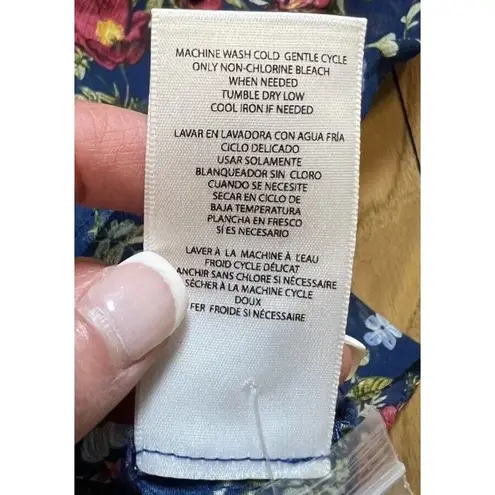 MACHINE WASH COLD GENTLE CYCLE
ONLY NON-CHLORINE BLEACH
WHEN NEEDED
TUMBLE DRY LOW
COOL IRON IF NEEDED
LAVAR EN LAVADORA CON AGUA FRÍA
CICLO DELICADO
USAR SOLAMENTE
BLANQUEADOR SIN CLORO
CUANDO SE NECESITE
SECAR EN CICLO DE
BAJA TEMPERATURA
PLANCHA EN FRESCO
SÍ ES NECESARIO
LAVER À LA MACHINE À L'EAU
FROID CYCLE DÉLICAT
ANCHIR SANS CHLORE SI NÉCESSAIRE
SÉCHER À LA MACHINE CYCLE
DOUX
FER FROIDE SI NÉCESSAIRE